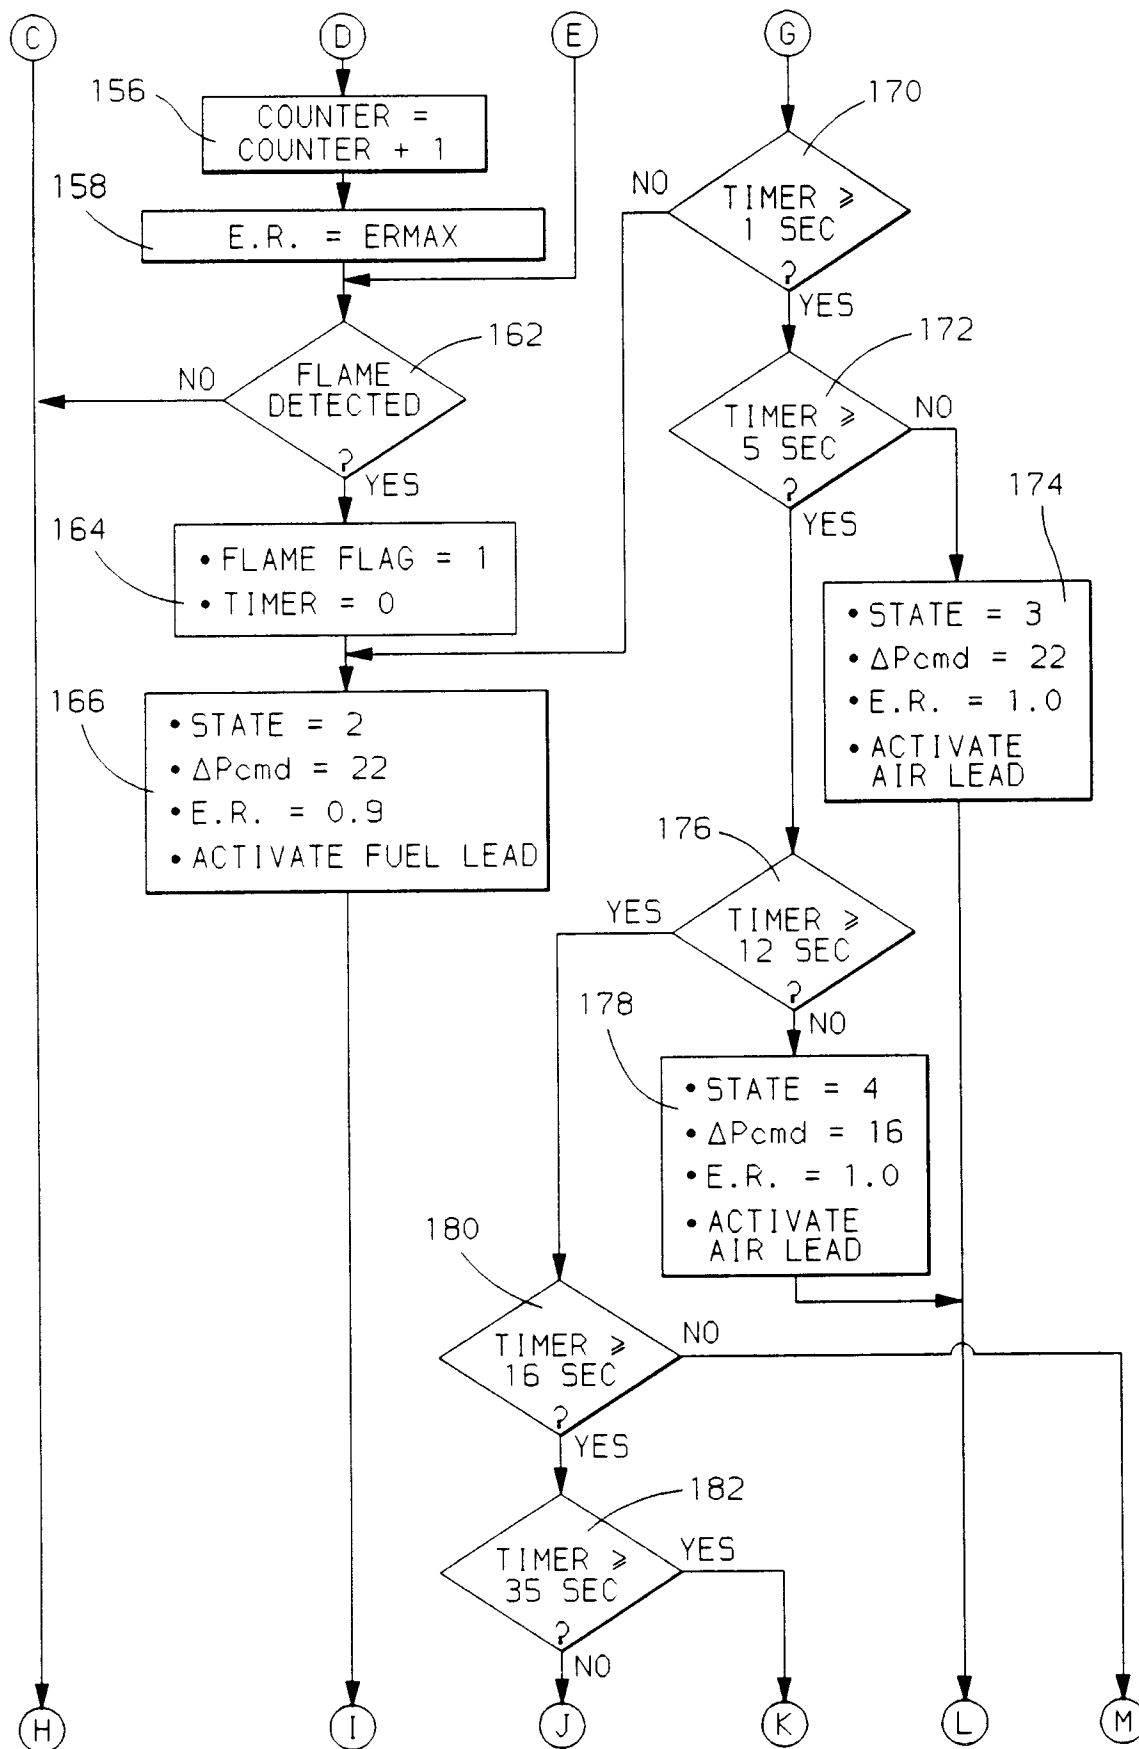 C
D
E
G
156
COUNTER =
COUNTER + 1
158
E.R. = ERMAX
170
NO
TIMER ≥
1 SEC
?
YES
162
NO
FLAME
DETECTED
?
YES
172
TIMER ≥
5 SEC
?
NO
YES
164
• FLAME FLAG = 1
• TIMER = 0
174
• STATE = 3
• ΔPcmd = 22
• E.R. = 1.0
• ACTIVATE
AIR LEAD
166
• STATE = 2
• ΔPcmd = 22
• E.R. = 0.9
• ACTIVATE FUEL LEAD
176
YES
TIMER ≥
12 SEC
?
NO
178
• STATE = 4
• ΔPcmd = 16
• E.R. = 1.0
• ACTIVATE
AIR LEAD
180
TIMER ≥
16 SEC
?
NO
YES
182
TIMER ≥
35 SEC
?
YES
NO
H
I
J
K
L
M